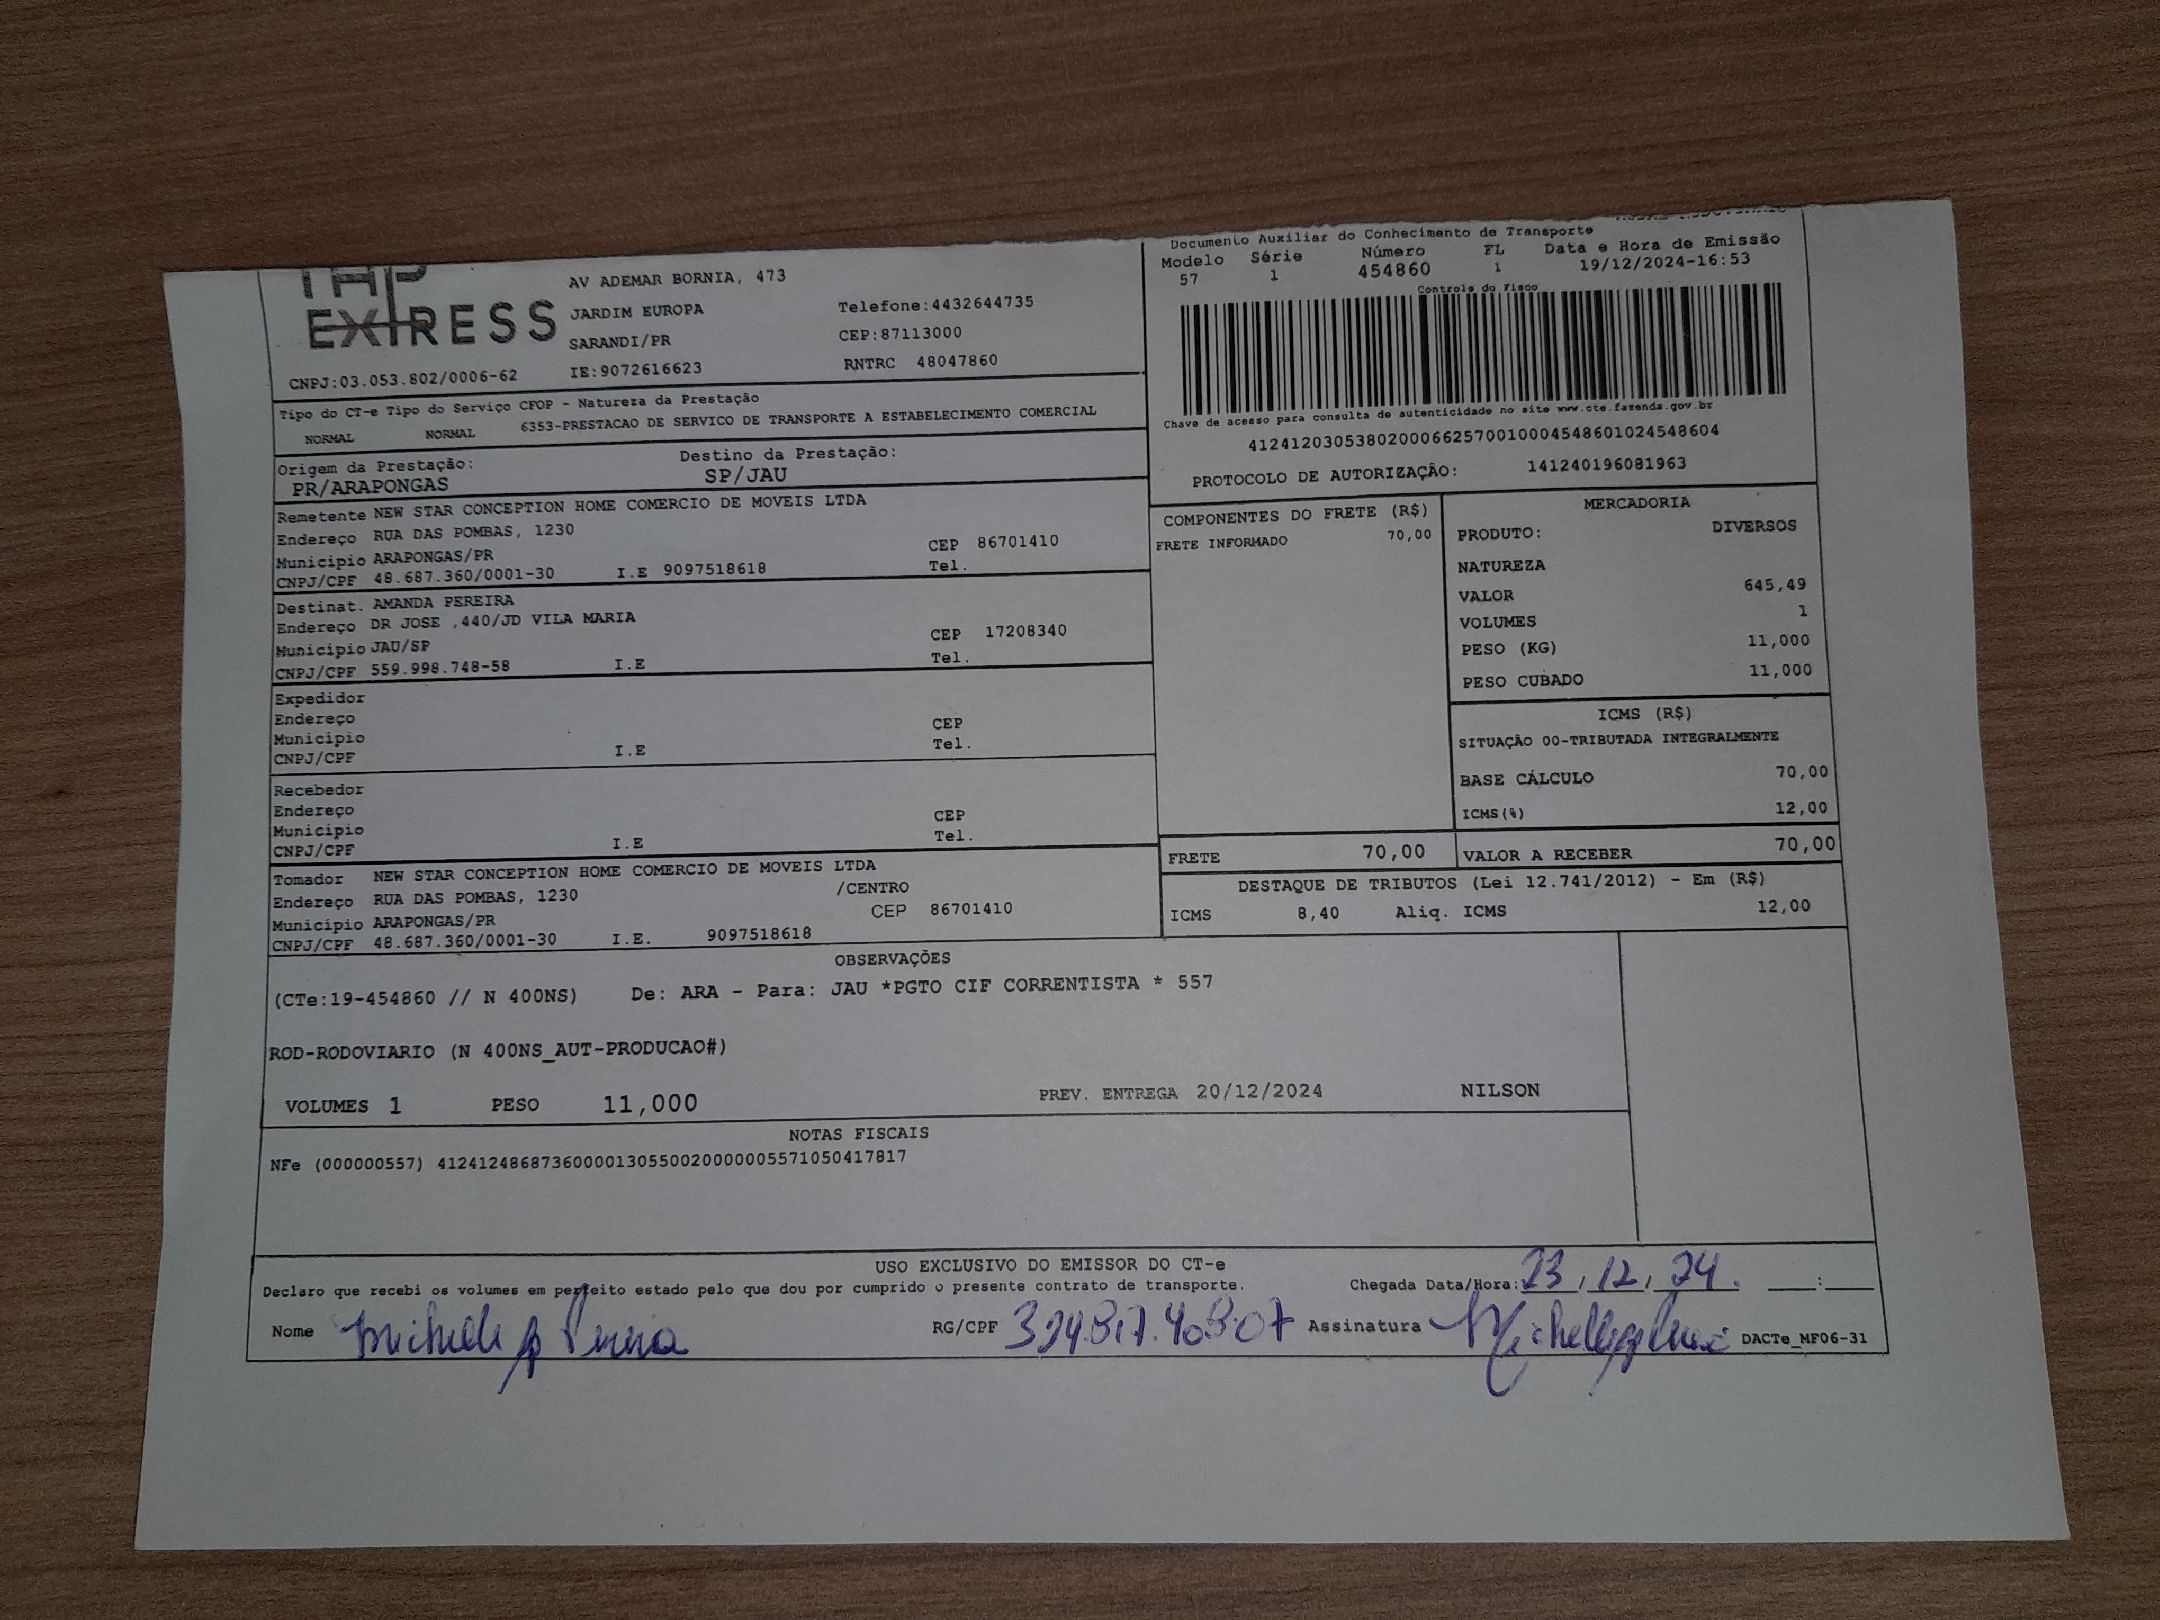 EXPRESS
CNPJ:03.053.802/0006-62
AV ADEMAR BORNIA, 473
JARDIM EUROPA
SARANDI/PR
IE:9072616623
Telefone:4432644735
CEP:87113000
RNTRC 48047860
Documento Auxiliar do Conhecimento de Transporte
Modelo Série Número FL Data e Hora de Emissão
57 1 454860 1 19/12/2024-16:53
Controle do Fisco
Chave de acesso para consulta de autenticidade no site www.cte.fazenda.gov.br
41241203053802000662570010004548601024548604
PROTOCOLO DE AUTORIZAÇÃO: 141240196081963
Tipo do CT-e Tipo do Serviço CFOP - Natureza da Prestação
NORMAL NORMAL 6353-PRESTACAO DE SERVICO DE TRANSPORTE A ESTABELECIMENTO COMERCIAL
Origem da Prestação: Destino da Prestação:
PR/ARAPONGAS SP/JAU
Remetente NEW STAR CONCEPTION HOME COMERCIO DE MOVEIS LTDA
Endereço RUA DAS POMBAS, 1230
Município ARAPONGAS/PR CEP 86701410
CNPJ/CPF 48.687.360/0001-30 I.E 9097518618 Tel.
Destinat. AMANDA PEREIRA
Endereço DR JOSE ,440/JD VILA MARIA
Município JAU/SP CEP 17208340
CNPJ/CPF 559.998.748-58 I.E Tel.
Expedidor
Endereço
Município CEP
CNPJ/CPF I.E Tel.
Recebedor
Endereço
Município CEP
CNPJ/CPF I.E Tel.
Tomador NEW STAR CONCEPTION HOME COMERCIO DE MOVEIS LTDA
Endereço RUA DAS POMBAS, 1230 /CENTRO
Município ARAPONGAS/PR CEP 86701410
CNPJ/CPF 48.687.360/0001-30 I.E. 9097518618
COMPONENTES DO FRETE (R$)
FRETE INFORMADO 70,00
MERCADORIA
PRODUTO: DIVERSOS
NATUREZA
VALOR 645,49
VOLUMES 1
PESO (KG) 11,000
PESO CUBADO 11,000
ICMS (R$)
SITUAÇÃO 00-TRIBUTADA INTEGRALMENTE
BASE CÁLCULO 70,00
ICMS(%) 12,00
FRETE 70,00 VALOR A RECEBER 70,00
DESTAQUE DE TRIBUTOS (Lei 12.741/2012) - Em (R$)
ICMS 8,40 Aliq. ICMS 12,00
OBSERVAÇÕES
(CTe:19-454860 // N 400NS) De: ARA - Para: JAU *PGTO CIF CORRENTISTA * 557
ROD-RODOVIARIO (N 400NS_AUT-PRODUCAO#)
VOLUMES 1 PESO 11,000 PREV. ENTREGA 20/12/2024 NILSON
NOTAS FISCAIS
NFe (000000557) 41241248687360000130550020000005571050417817
USO EXCLUSIVO DO EMISSOR DO CT-e
Declaro que recebi os volumes em perfeito estado pelo que dou por cumprido o presente contrato de transporte. Chegada Data/Hora: 23,12,24. :
Nome RG/CPF Assinatura DACTe_MF06-31